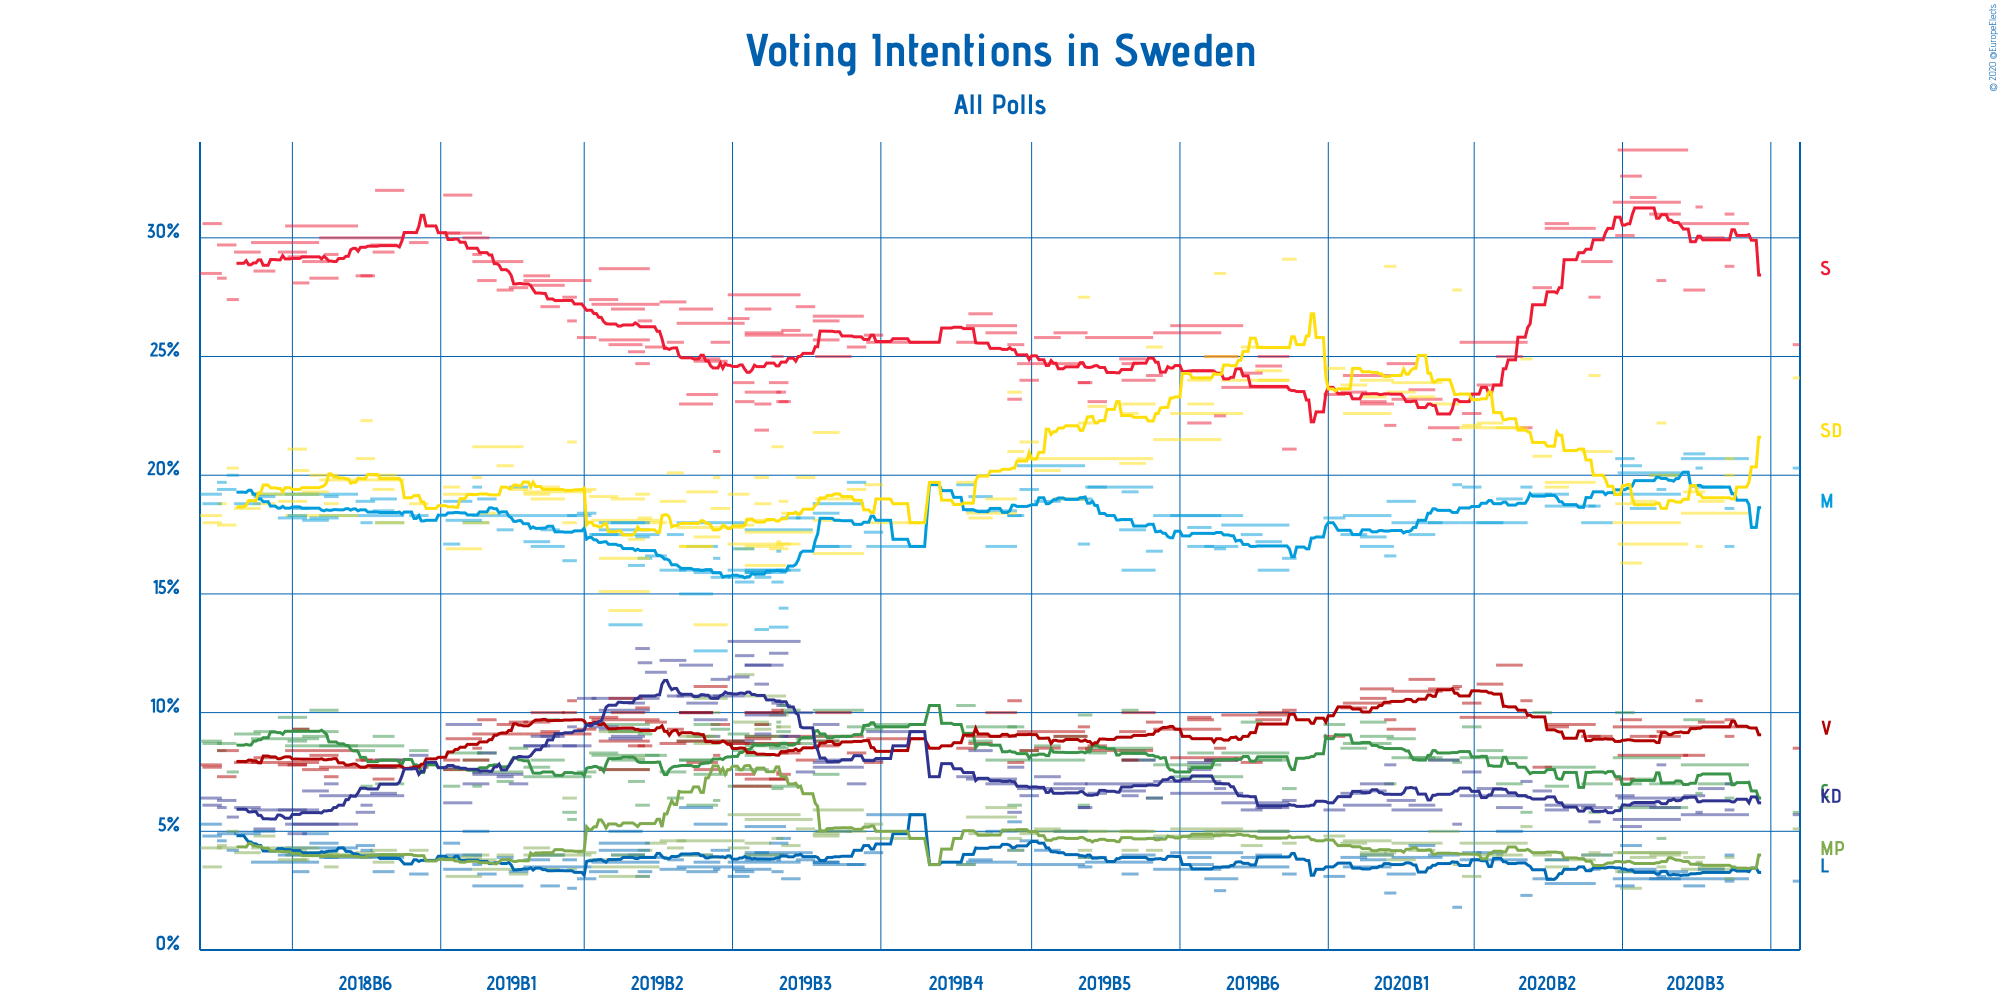 Voting Intentions in Sweden
All Polls
© 2020 @EuropeElects
30%
25%
20%
15%
10%
5%
0%
S
SD
M
V
C
KD
MP
L
2018B6 2019B1 2019B2 2019B3 2019B4 2019B5 2019B6 2020B1 2020B2 2020B3